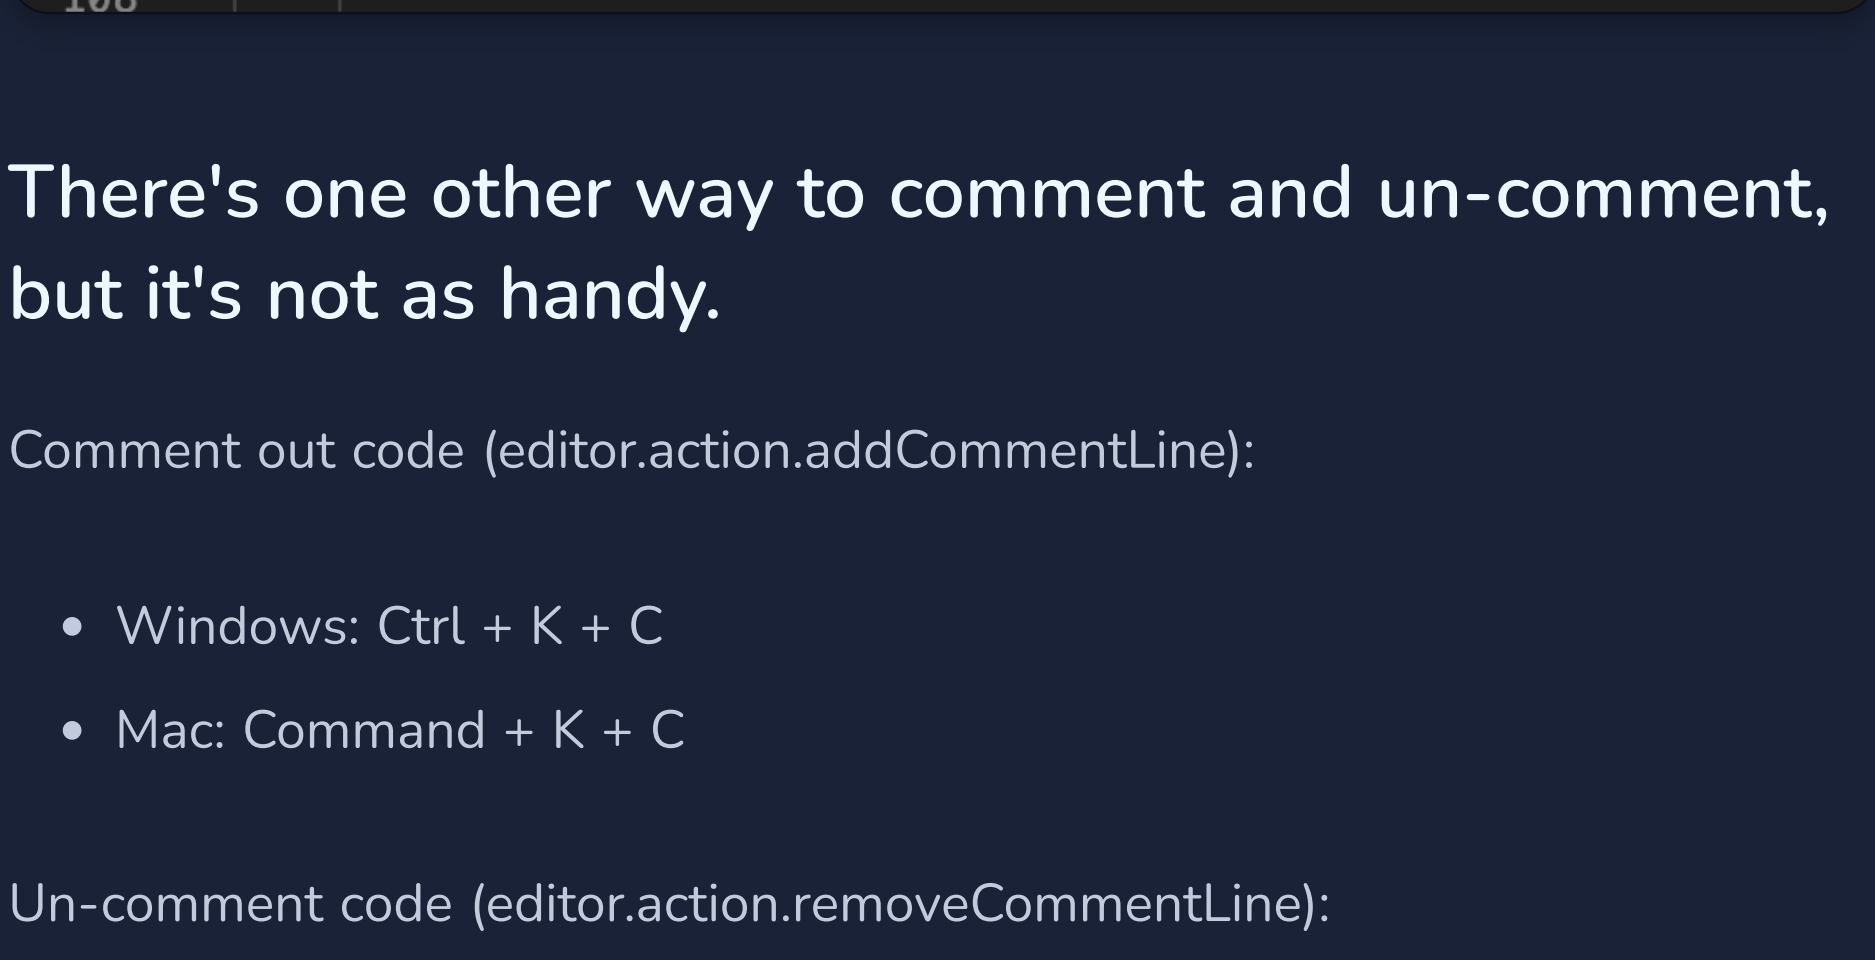 108
There's one other way to comment and un-comment,
but it's not as handy.
Comment out code (editor.action.addCommentLine):
• Windows: Ctrl + K + C
• Mac: Command + K + C
Un-comment code (editor.action.removeCommentLine):